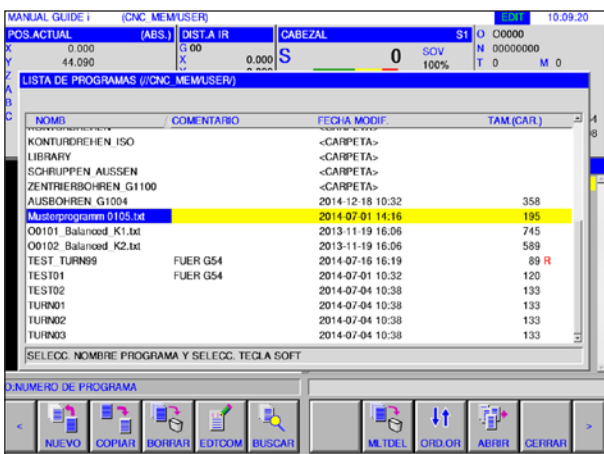 MANUAL GUIDE i (CNC_MEM/USER) EDIT 10:09:20
POS.ACTUAL (ABS.) DIST.A IR CABEZAL S1 O O0000
X 0.000 G 00 S 0 SOV N 00000000
Y 44.090 X 0.000 100% T 0 M 0
Z
LISTA DE PROGRAMAS (//CNC_MEM/USER/)
A
B
C
NOMB / COMENTARIO FECHA MODIF. TAM.(CAR.)
KONTURDREHEN_ISO <CARPETA>
LIBRARY <CARPETA>
SCHRUPPEN_AUSSEN <CARPETA>
ZENTRIERBOHREN_G1100 <CARPETA>
AUSBOHREN_G1004 2014-12-18 10:32 358
Musterprogramm 0105.txt 2014-07-01 14:16 195
O0101_Balanced_K1.txt 2013-11-19 16:06 745
O0102_Balanced_K2.txt 2013-11-19 16:06 589
TEST_TURN99 FUER G54 2014-07-16 16:19 89 R
TEST01 FUER G54 2014-07-01 10:32 120
TEST02 2014-07-04 10:38 133
TURN01 2014-07-04 10:38 133
TURN02 2014-07-04 10:38 133
TURN03 2014-07-04 10:38 133
SELECC. NOMBRE PROGRAMA Y SELECC. TECLA SOFT
O:NUMERO DE PROGRAMA
< NUEVO COPIAR BORRAR EDTCOM BUSCAR MLTDEL ORD.OR ABRIR CERRAR >